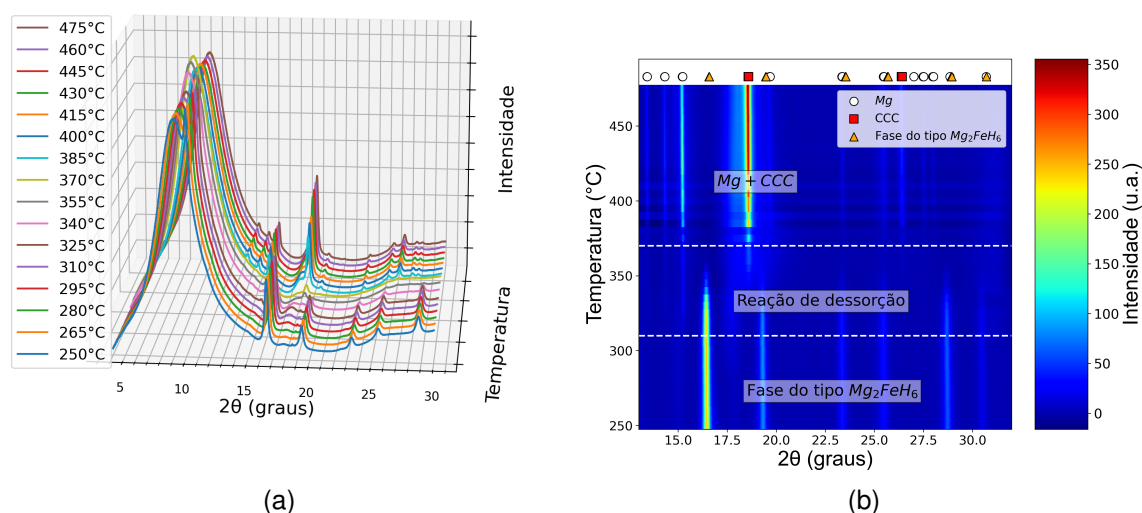 475°C
460°C
445°C
430°C
415°C
400°C
385°C
370°C
355°C
340°C
325°C
310°C
295°C
280°C
265°C
250°C
Intensidade
Temperatura
5 10 15 20 25 30
2θ (graus)
(a)
Mg
CCC
Fase do tipo Mg₂FeH₆
Mg + CCC
Reação de dessorção
Fase do tipo Mg₂FeH₆
450
400
350
300
250
Temperatura (°C)
15.0 17.5 20.0 22.5 25.0 27.5 30.0
2θ (graus)
350
300
250
200
150
100
50
0
Intensidade (u.a.)
(b)